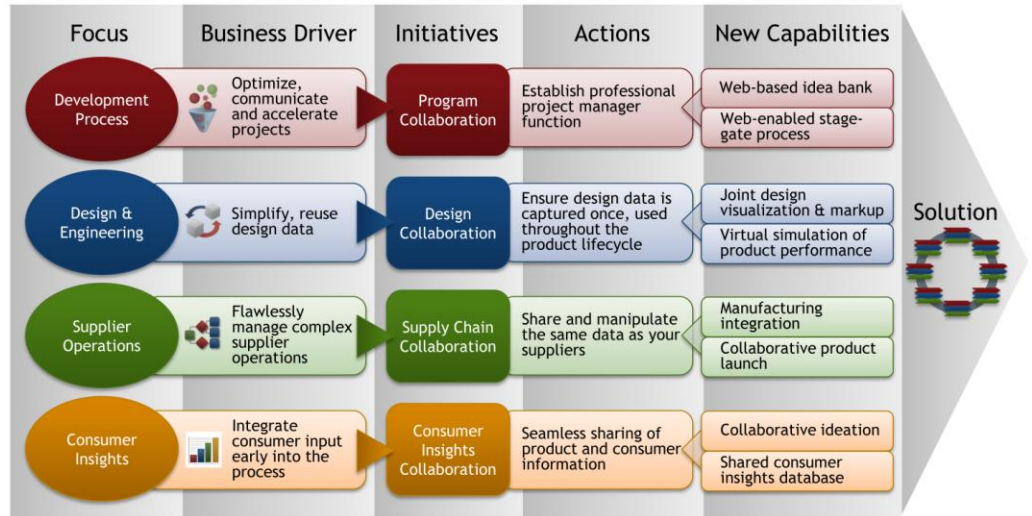 Focus
Business Driver
Initiatives
Actions
New Capabilities
Development
Process
Optimize,
communicate
and accelerate
projects
Program
Collaboration
Establish professional
project manager
function
Web-based idea bank
Web-enabled stage-
gate process
Design &
Engineering
Simplify, reuse
design data
Design
Collaboration
Ensure design data is
captured once, used
throughout the
product lifecycle
Joint design
visualization & markup
Virtual simulation of
product performance
Solution
Supplier
Operations
Flawlessly
manage complex
supplier
operations
Supply Chain
Collaboration
Share and manipulate
the same data as your
suppliers
Manufacturing
integration
Collaborative product
launch
Consumer
Insights
Integrate
consumer input
early into the
process
Consumer
Insights
Collaboration
Seamless sharing of
product and consumer
information
Collaborative ideation
Shared consumer
insights database